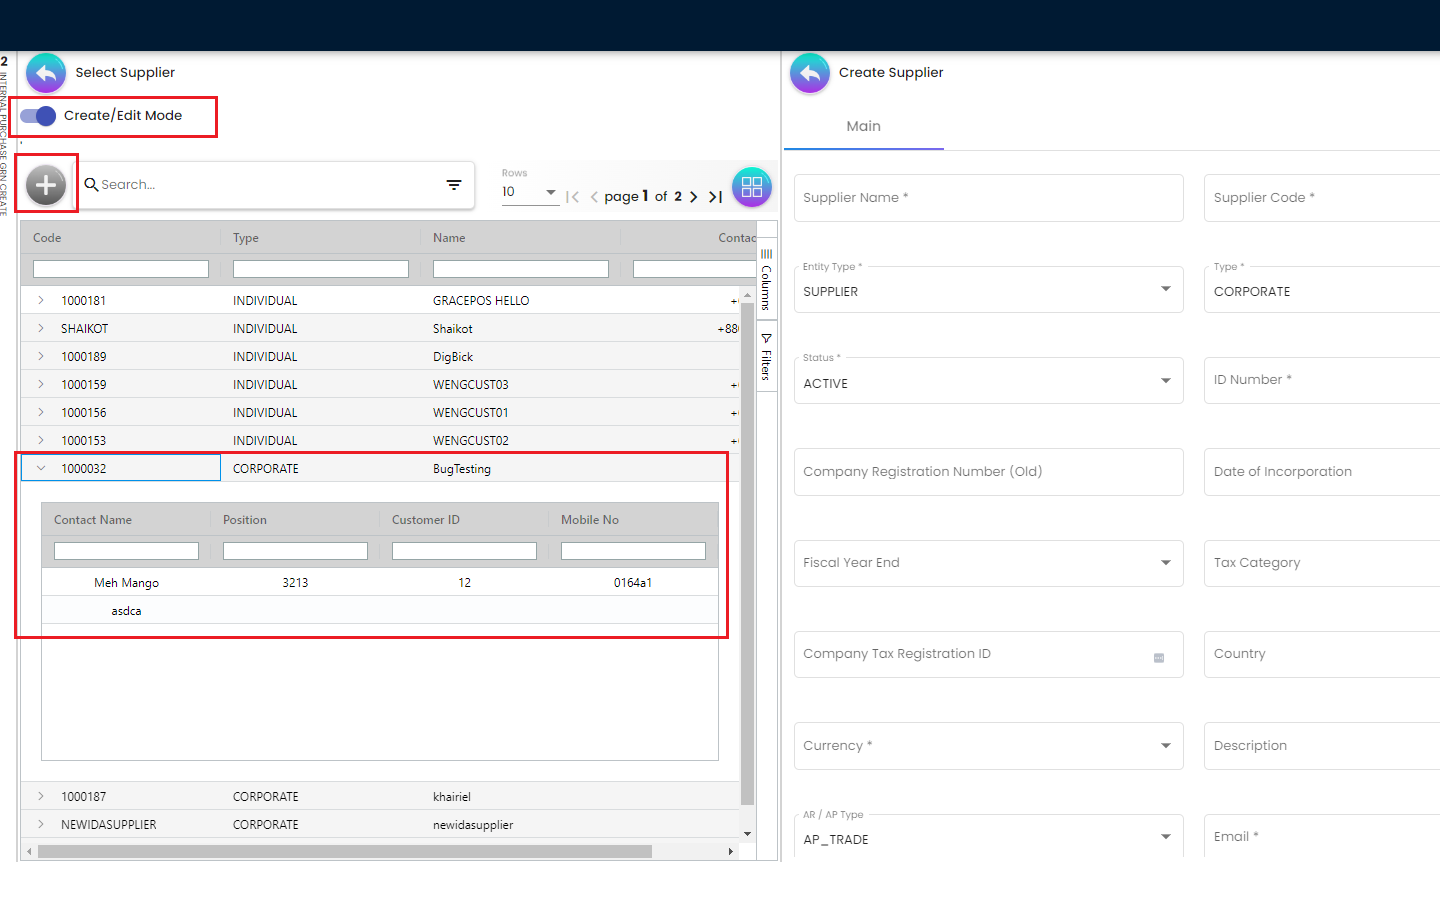 2
INTERNAL PURCHASE GRN CREATE
Select Supplier
Create/Edit Mode
Search...
Rows
10
page 1 of 2
Code Type Name Contac
1000181 INDIVIDUAL GRACEPOS HELLO
SHAIKOT INDIVIDUAL Shaikot +88
1000189 INDIVIDUAL DigBick
1000159 INDIVIDUAL WENGCUST03
1000156 INDIVIDUAL WENGCUST01
1000153 INDIVIDUAL WENGCUST02
1000032 CORPORATE BugTesting
Contact Name Position Customer ID Mobile No
Meh Mango 3213 12 0164a1
asdca
1000187 CORPORATE khairiel
NEWIDASUPPLIER CORPORATE newidasupplier
Columns
Filters
Create Supplier
Main
Supplier Name * Supplier Code *
Entity Type * Type *
SUPPLIER CORPORATE
Status *
ACTIVE ID Number *
Company Registration Number (Old) Date of Incorporation
Fiscal Year End Tax Category
Company Tax Registration ID Country
Currency * Description
AR / AP Type
AP_TRADE Email *